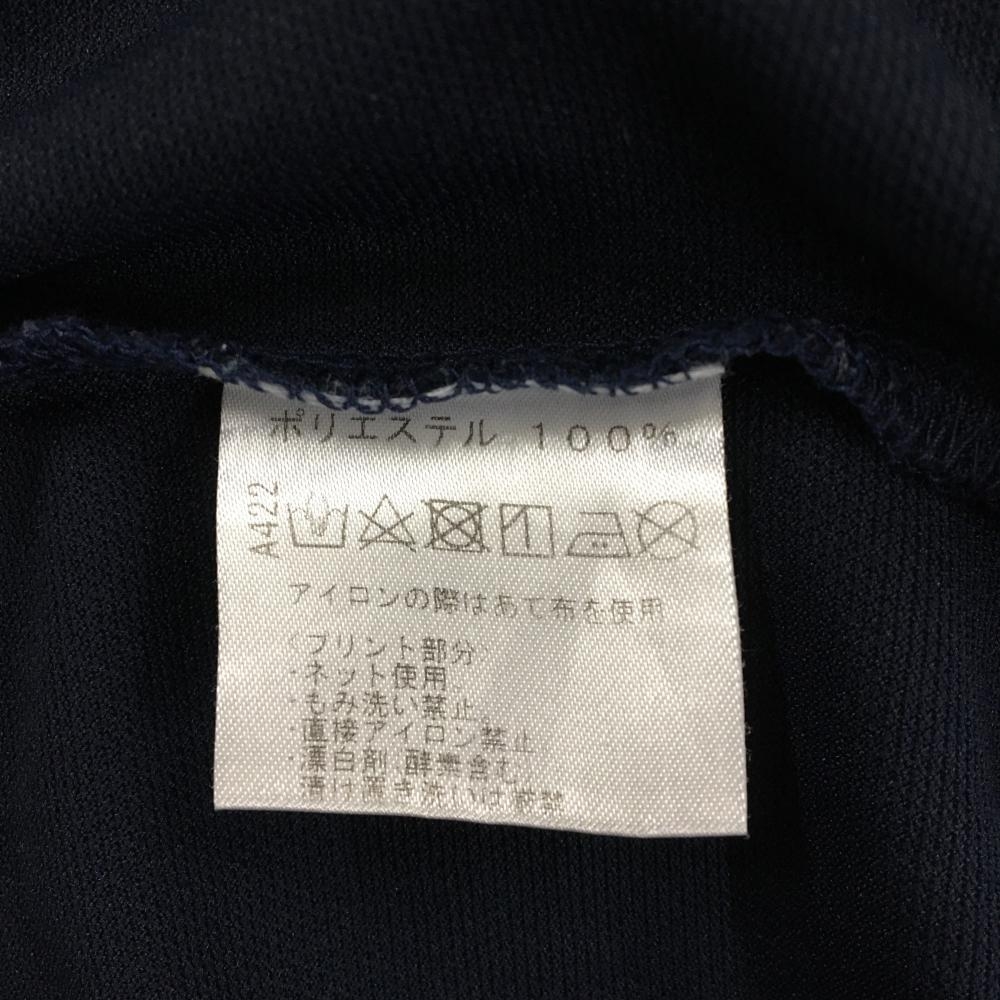 ポリエステル 100%
A422
アイロンの際はあて布を使用
〈プリント部分
・ネット使用
・もみ洗い禁止
・直接アイロン禁止
・漂白剤、酵素含む
漬け置き洗いは厳禁